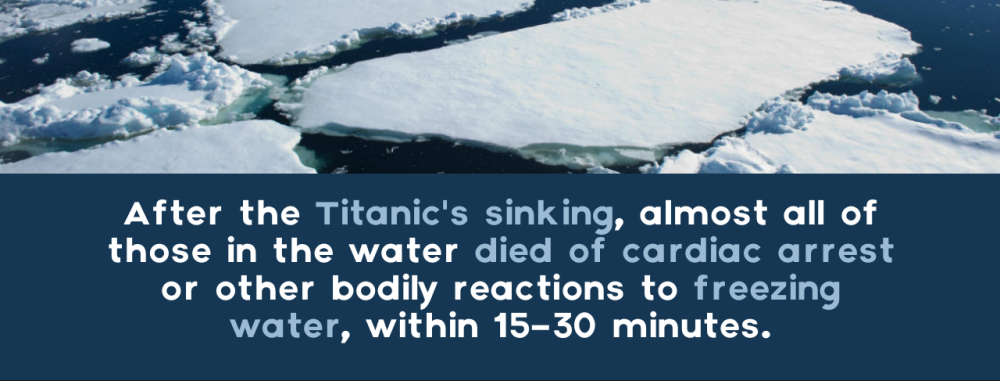 After the Titanic's sinking, almost all of
those in the water died of cardiac arrest
or other bodily reactions to freezing
water, within 15–30 minutes.